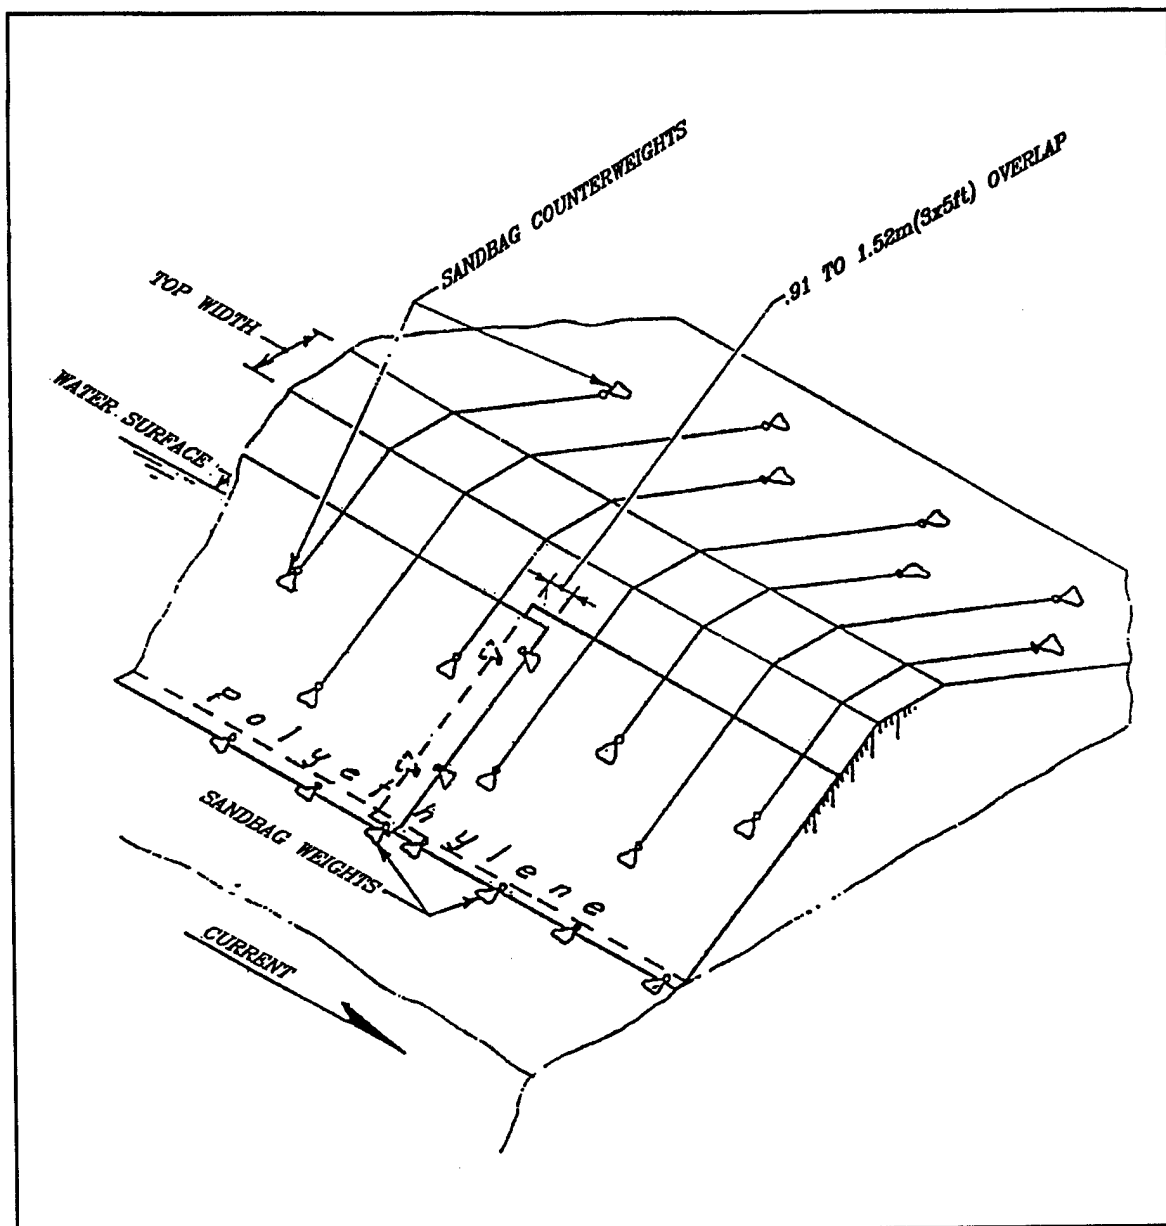 SANDBAG COUNTERWEIGHTS
.91 TO 1.52m(3x5ft) OVERLAP
TOP WIDTH
WATER SURFACE
Polyethylene
SANDBAG WEIGHTS
CURRENT